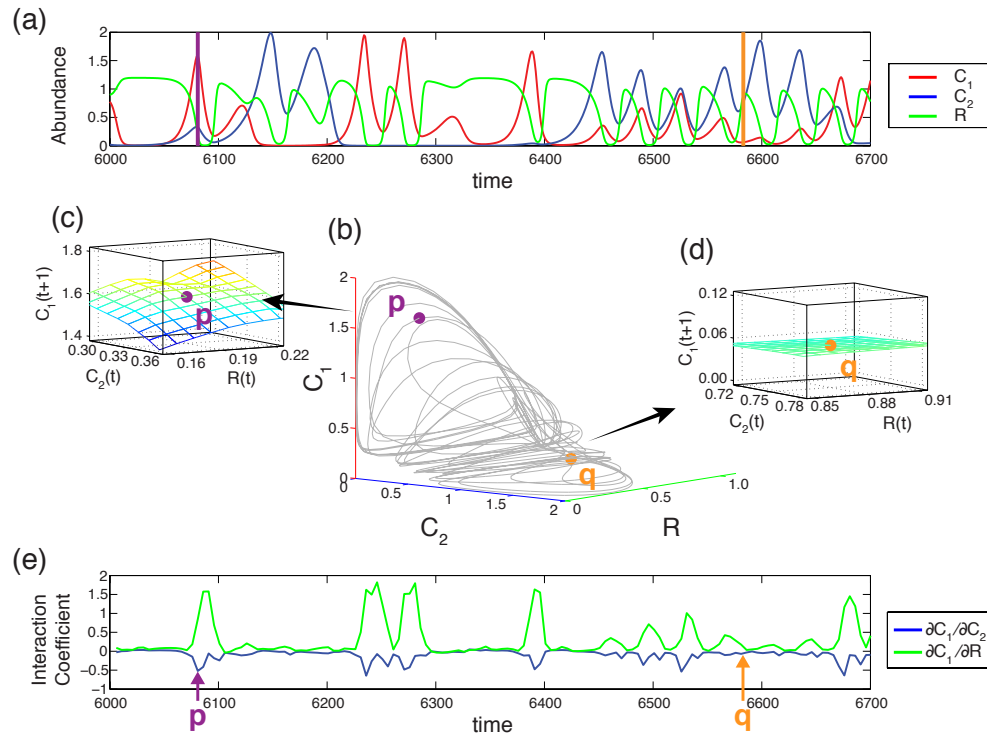 (a)
Abundance
2
1.5
1
0.5
0
6000 6100 6200 6300 6400 6500 6600 6700
time
C1
C2
R
(c)
C1(t+1)
1.8
1.6
1.4
0.30 0.33 0.36
C2(t)
0.16 0.19 0.22
R(t)
p
(b)
C1
2
1.5
1
0.5
0
0 0.5 1 1.5 2
C2
0 0.5 1.0
R
p
q
(d)
C1(t+1)
0.12
0.06
0.00
0.72 0.75 0.78
C2(t)
0.85 0.88 0.91
R(t)
q
(e)
Interaction
Coefficient
2
1.5
1
0.5
0
−0.5
−1
6000 6100 6200 6300 6400 6500 6600 6700
p
time
q
∂C1/∂C2
∂C1/∂R